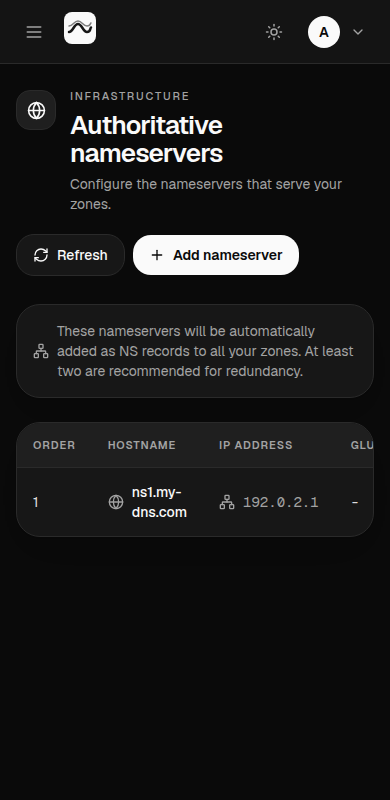 A
INFRASTRUCTURE
Authoritative
nameservers
Configure the nameservers that serve your
zones.
Refresh
Add nameserver
These nameservers will be automatically
added as NS records to all your zones. At least
two are recommended for redundancy.
ORDER HOSTNAME IP ADDRESS GLU
1 ns1.my-
dns.com 192.0.2.1 -